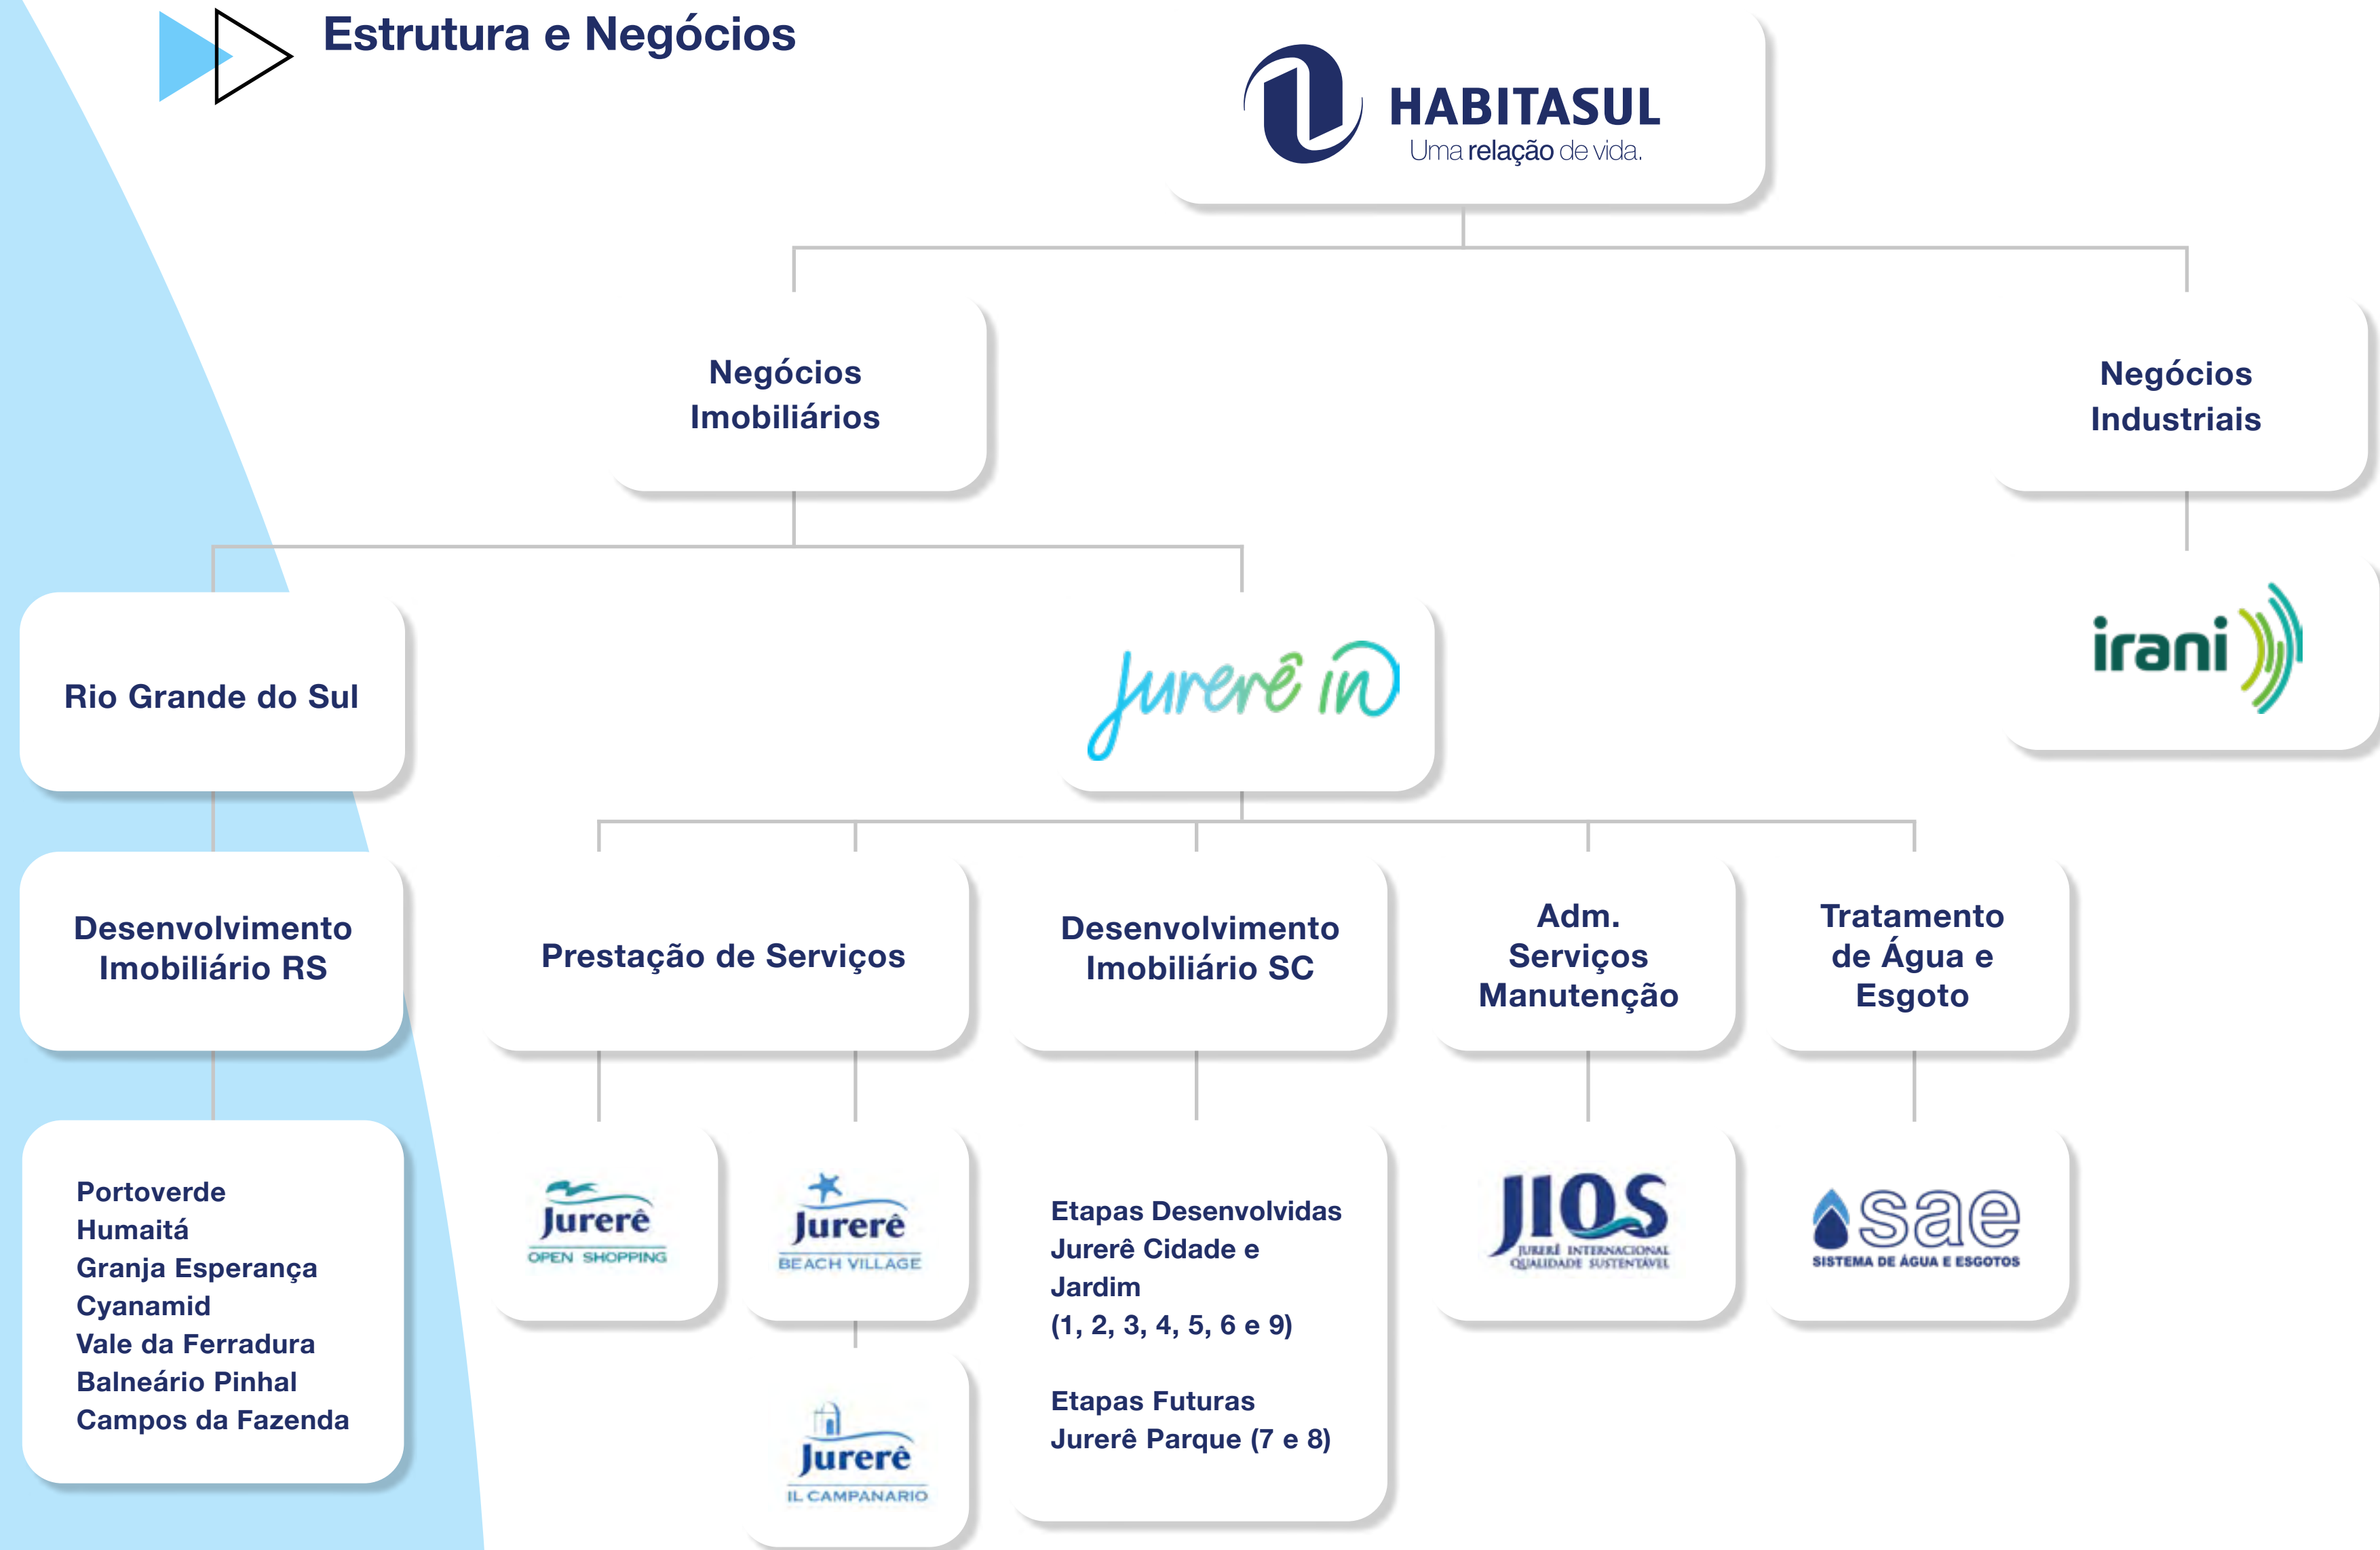 Estrutura e Negócios
HABITASUL
Uma relação de vida.
Negócios
Imobiliários
Negócios
Industriais
Rio Grande do Sul
Jurerê in
irani
Desenvolvimento
Imobiliário RS
Prestação de Serviços
Desenvolvimento
Imobiliário SC
Adm.
Serviços
Manutenção
Tratamento
de Água e
Esgoto
Portoverde
Humaitá
Granja Esperança
Cyanamid
Vale da Ferradura
Balneário Pinhal
Campos da Fazenda
Jurerê
OPEN SHOPPING
Jurerê
BEACH VILLAGE
Jurerê
IL CAMPANARIO
Etapas Desenvolvidas
Jurerê Cidade e
Jardim
(1, 2, 3, 4, 5, 6 e 9)
Etapas Futuras
Jurerê Parque (7 e 8)
JIQS
JURERÊ INTERNACIONAL
QUALIDADE SUSTENTÁVEL
sae
SISTEMA DE ÁGUA E ESGOTOS